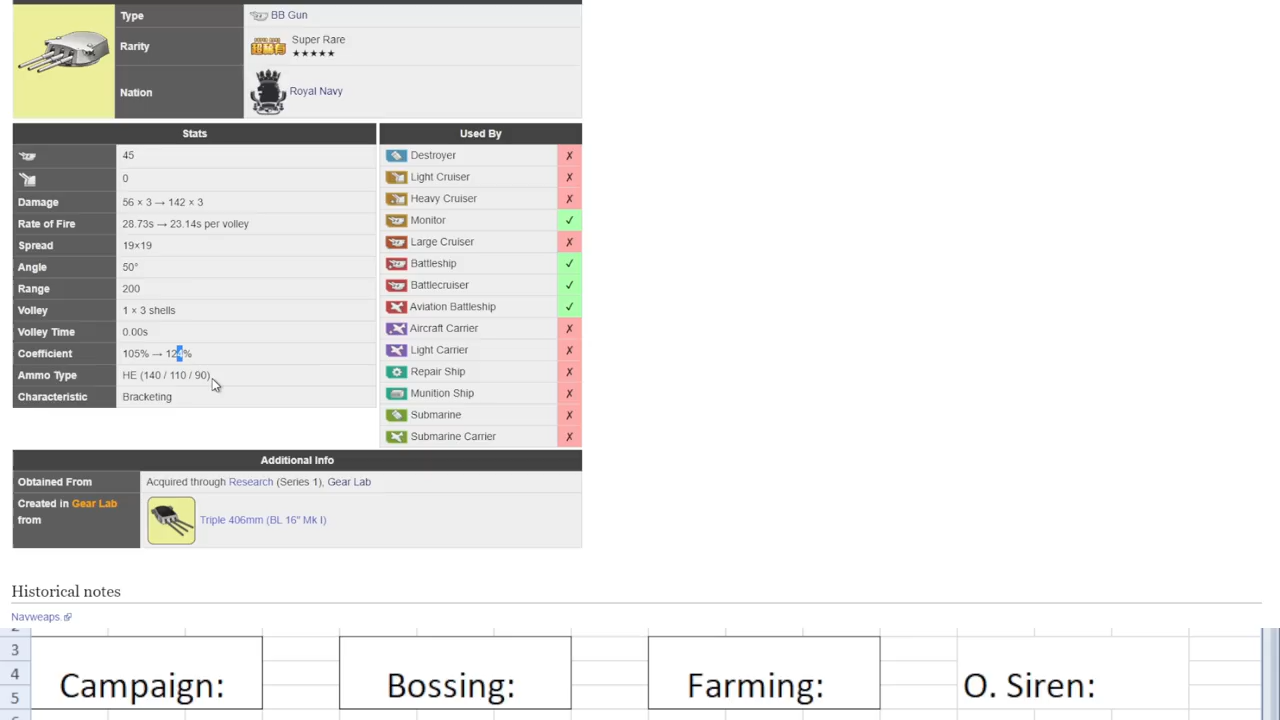 Type BB Gun
Rarity 超稀有 Super Rare
★★★★★
Nation Royal Navy
Stats
45
0
Damage 56 × 3 → 142 × 3
Rate of Fire 28.73s → 23.14s per volley
Spread 19×19
Angle 50°
Range 200
Volley 1 × 3 shells
Volley Time 0.00s
Coefficient 105% → 124%
Ammo Type HE (140 / 110 / 90)
Characteristic Bracketing
Used By
Destroyer ✗
Light Cruiser ✗
Heavy Cruiser ✗
Monitor ✓
Large Cruiser ✗
Battleship ✓
Battlecruiser ✓
Aviation Battleship ✓
Aircraft Carrier ✗
Light Carrier ✗
Repair Ship ✗
Munition Ship ✗
Submarine ✗
Submarine Carrier ✗
Additional Info
Obtained From Acquired through Research (Series 1), Gear Lab
Created in Gear Lab
from
Triple 406mm (BL 16" Mk I)
Historical notes
Navweaps
3
4
5
Campaign: Bossing: Farming: O. Siren: